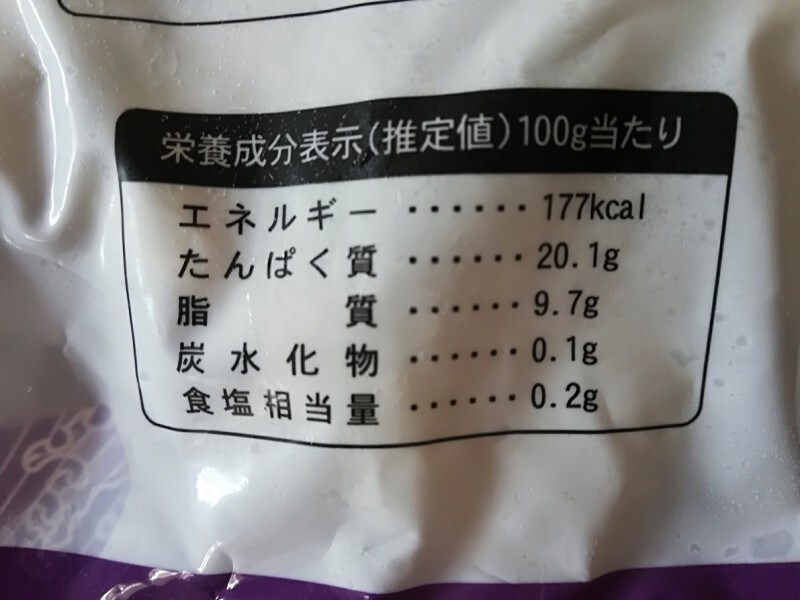 栄養成分表示(推定値)100g当たり
エネルギー ・・・・・・ 177kcal
たんぱく質 ・・・・・・ 20.1g
脂質 ・・・・・・ 9.7g
炭水化物 ・・・・・・ 0.1g
食塩相当量 ・・・・・・ 0.2g